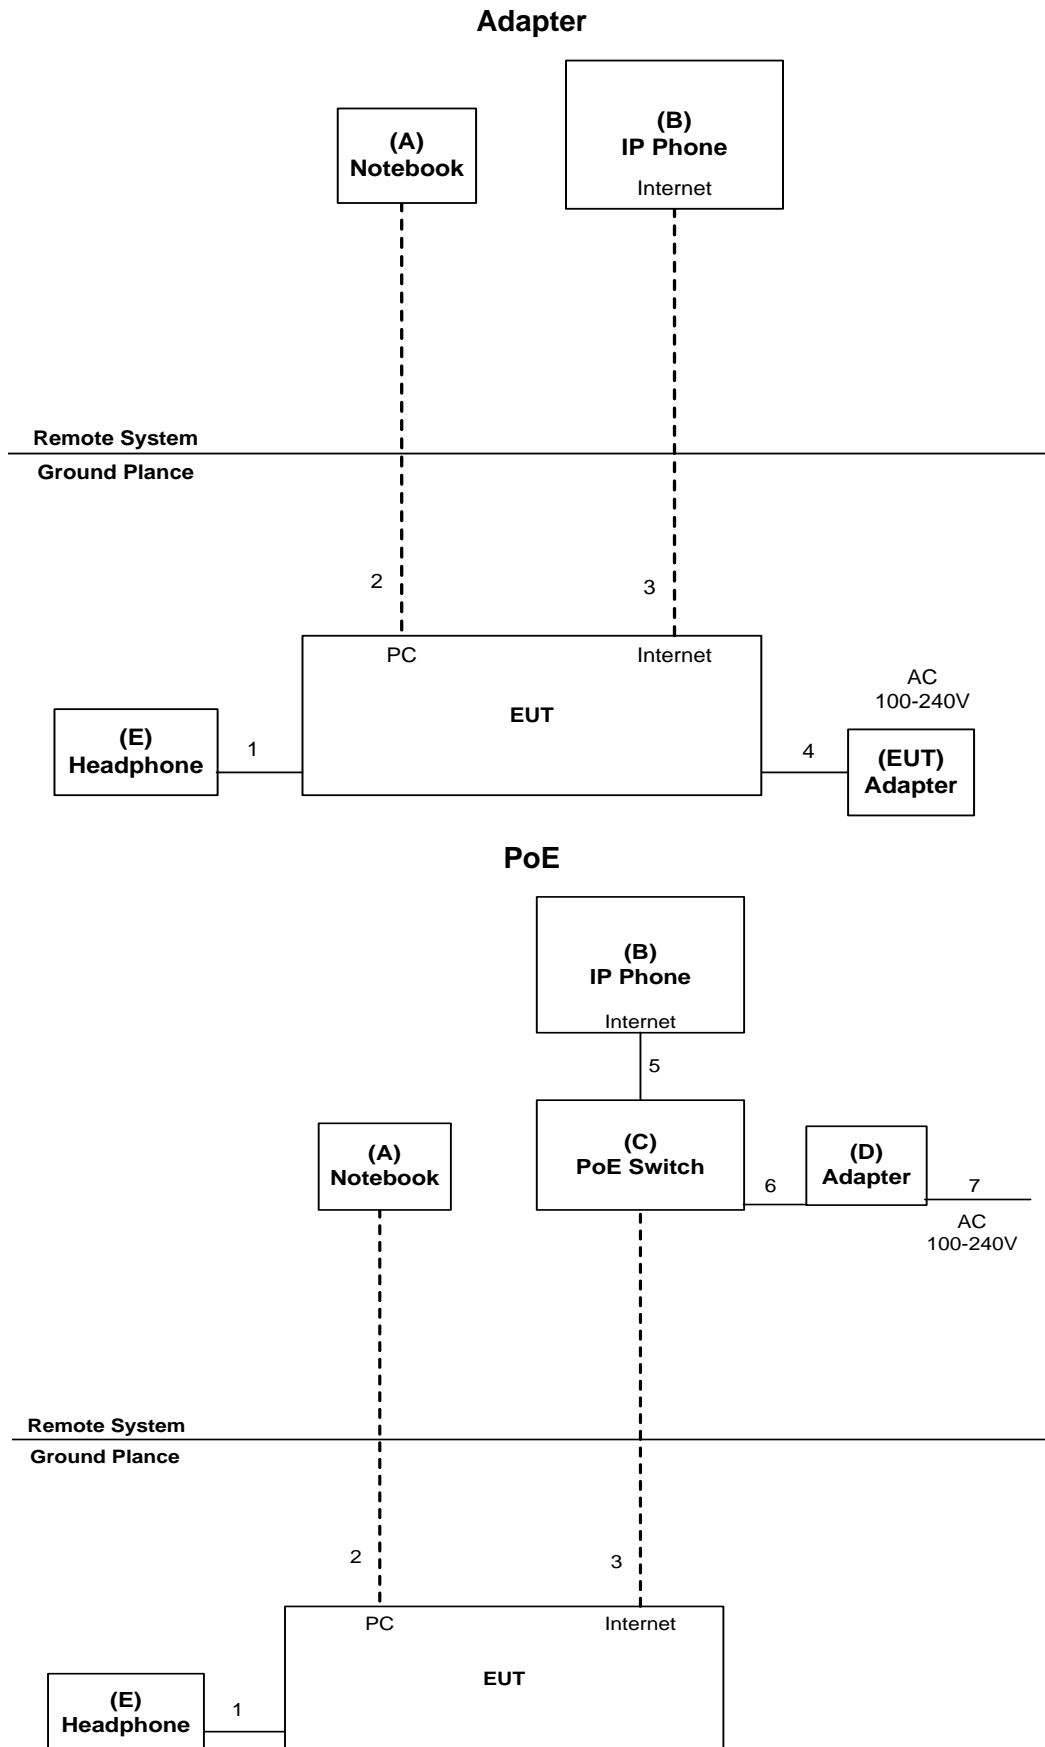 Adapter
(A)
Notebook
(B)
IP Phone
Internet
Remote System
Ground Plance
2
3
PC
Internet
EUT
AC
100-240V
(E)
Headphone
1
4
(EUT)
Adapter
PoE
(B)
IP Phone
Internet
5
(A)
Notebook
(C)
PoE Switch
6
(D)
Adapter
7
AC
100-240V
Remote System
Ground Plance
2
3
PC
Internet
EUT
(E)
Headphone
1